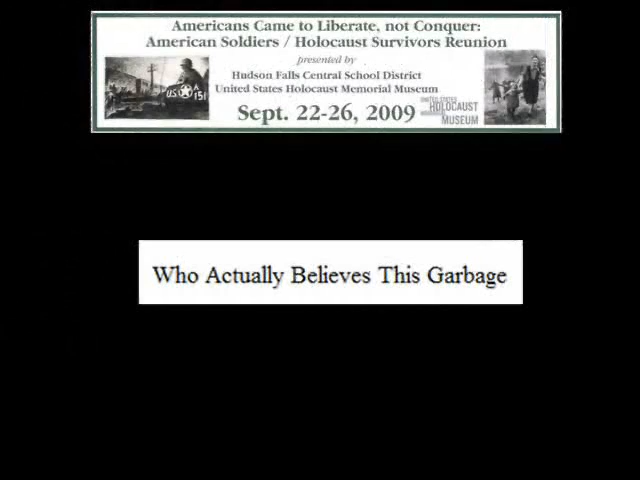 Americans Came to Liberate, not Conquer:
American Soldiers / Holocaust Survivors Reunion
presented by
Hudson Falls Central School District
United States Holocaust Memorial Museum
Sept. 22-26, 2009
UNITED STATES
HOLOCAUST
MEMORIAL
MUSEUM
U.S.
151
Who Actually Believes This Garbage